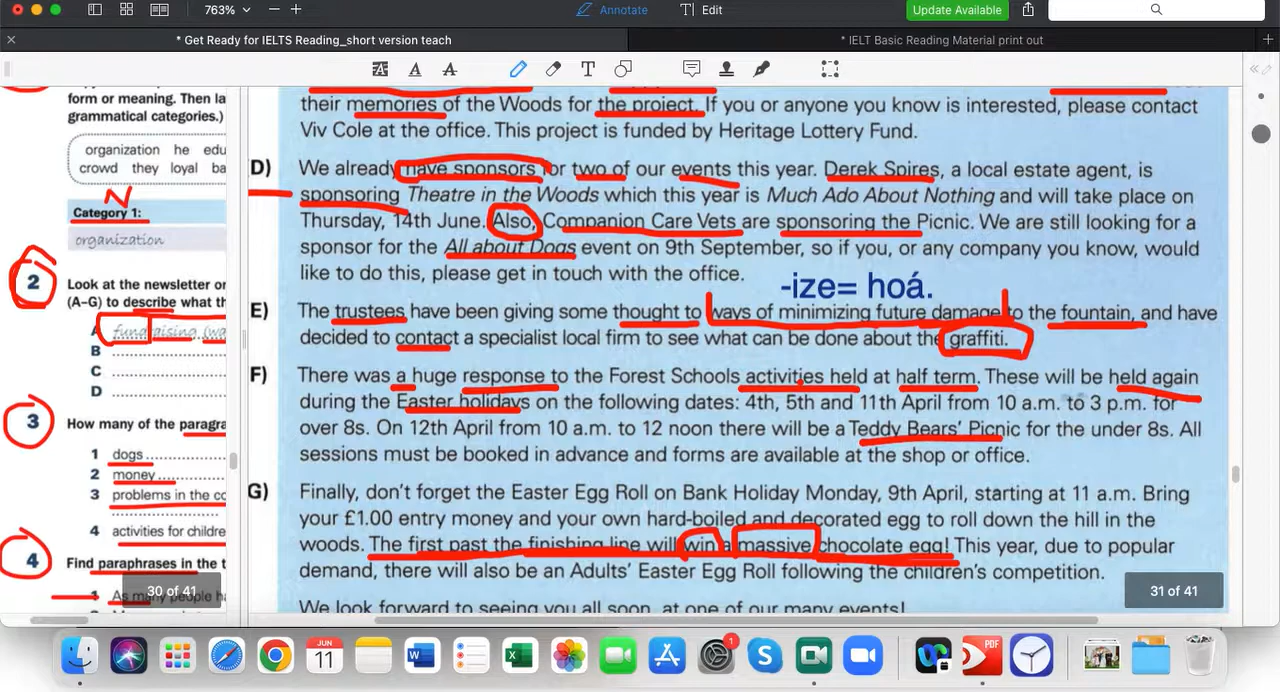 763%
Annotate
Edit
Update Available
* Get Ready for IELTS Reading_short version teach
* IELT Basic Reading Material print out
form or meaning. Then la
grammatical categories.)
organization he edu
crowd they loyal ba
N
Category 1:
organization
2
Look at the newsletter or
(A–G) to describe what t
A fundraising (wa
B
C
D
3
How many of the paragra
1 dogs
2 money
3 problems in the co
4 activities for childre
4
Find paraphrases in the t
1 As many people h
30 of 41
their memories of the Woods for the project. If you or anyone you know is interested, please contact
Viv Cole at the office. This project is funded by Heritage Lottery Fund.
D) We already have sponsors for two of our events this year. Derek Spires, a local estate agent, is
sponsoring Theatre in the Woods which this year is Much Ado About Nothing and will take place on
Thursday, 14th June. Also, Companion Care Vets are sponsoring the Picnic. We are still looking for a
sponsor for the All about Dogs event on 9th September, so if you, or any company you know, would
like to do this, please get in touch with the office.
-ize= hoá.
E) The trustees have been giving some thought to ways of minimizing future damage to the fountain, and have
decided to contact a specialist local firm to see what can be done about the graffiti.
F) There was a huge response to the Forest Schools activities held at half term. These will be held again
during the Easter holidays on the following dates: 4th, 5th and 11th April from 10 a.m. to 3 p.m. for
over 8s. On 12th April from 10 a.m. to 12 noon there will be a Teddy Bears' Picnic for the under 8s. All
sessions must be booked in advance and forms are available at the shop or office.
G) Finally, don't forget the Easter Egg Roll on Bank Holiday Monday, 9th April, starting at 11 a.m. Bring
your £1.00 entry money and your own hard-boiled and decorated egg to roll down the hill in the
woods. The first past the finishing line will win a massive chocolate egg! This year, due to popular
demand, there will also be an Adults' Easter Egg Roll following the children's competition.
We look forward to seeing you all soon, at one of our many events!
31 of 41
JUN
11
1
PDF